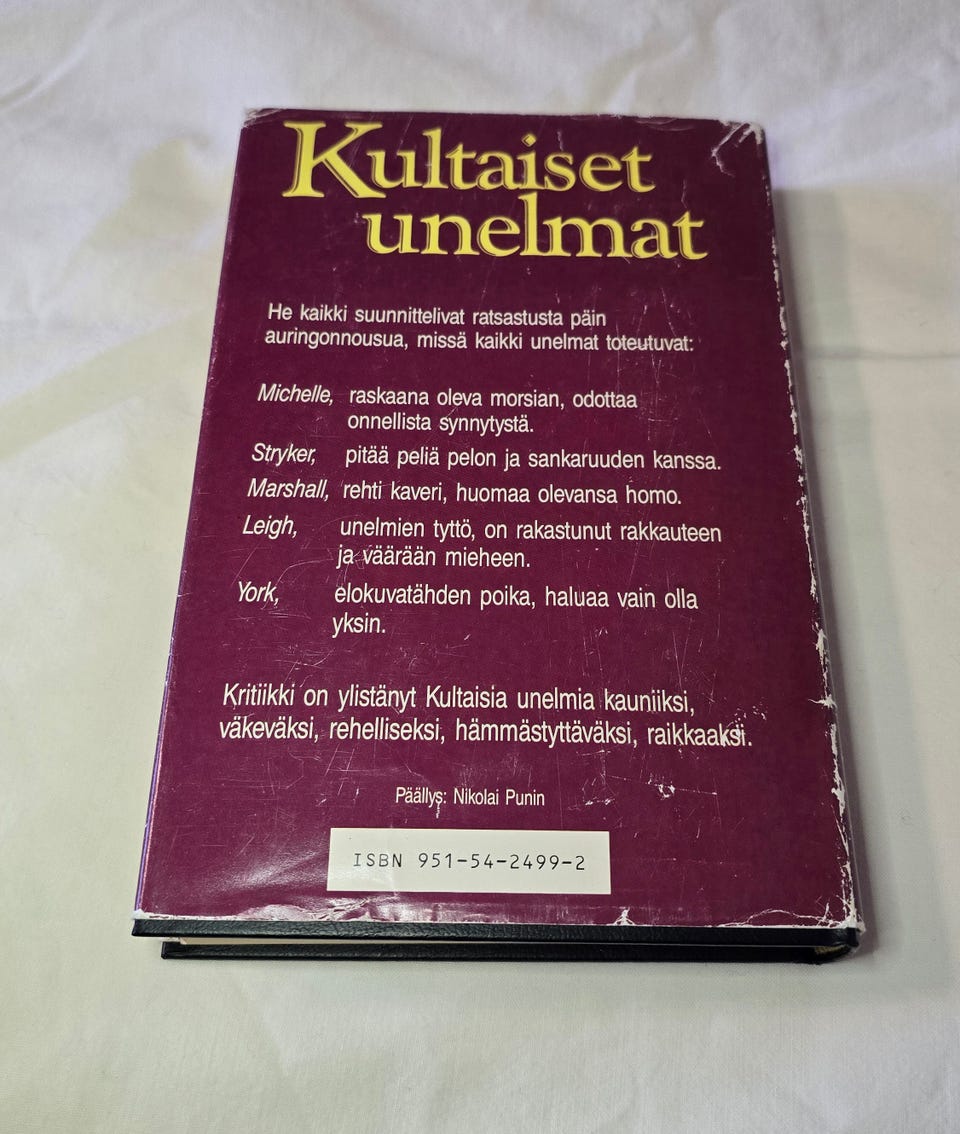 Kultaiset
unelmat
He kaikki suunnittelivat ratsastusta päin
auringonnousua, missä kaikki unelmat toteutuvat:
Michelle, raskaana oleva morsian, odottaa
onnellista synnytystä.
Stryker, pitää peliä pelon ja sankaruuden kanssa.
Marshall, rehti kaveri, huomaa olevansa homo.
Leigh, unelmien tyttö, on rakastunut rakkauteen
ja väärään mieheen.
York, elokuvatähden poika, haluaa vain olla
yksin.
Kritiikki on ylistänyt Kultaisia unelmia kauniiksi,
väkeväksi, rehelliseksi, hämmästyttäväksi, raikkaaksi.
Päällys: Nikolai Punin
ISBN 951-54-2499-2